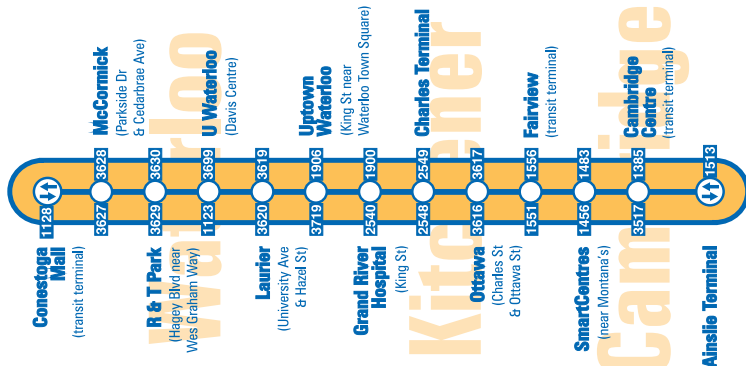 Waterloo
Kitchener
Cambridge
Conestoga
Mall
(transit terminal)
1128
McCormick
(Parkside Dr
& Cedarbrae Ave)
3628
3627
R & T Park
(Hagey Blvd near
Wes Graham Way)
3630
3629
U Waterloo
(Davis Centre)
3699
1123
Laurier
(University Ave
& Hazel St)
3619
3620
Uptown
Waterloo
(King St near
Waterloo Town Square)
1906
3719
Grand River
Hospital
(King St)
1900
2540
Charles Terminal
2549
2548
Ottawa
(Charles St
& Ottawa St)
3617
3616
Fairview
(transit terminal)
1556
1551
SmartCentres
(near Montana's)
1483
1456
Cambridge
Centre
(transit terminal)
1385
3517
Ainslie Terminal
1513